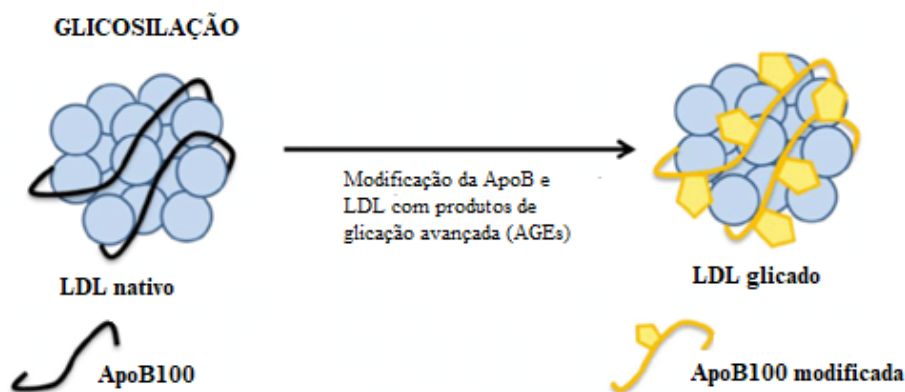 GLICOSILAÇÃO
Modificação da ApoB e
LDL com produtos de
glicação avançada (AGEs)
LDL nativo
LDL glicado
ApoB100
ApoB100 modificada